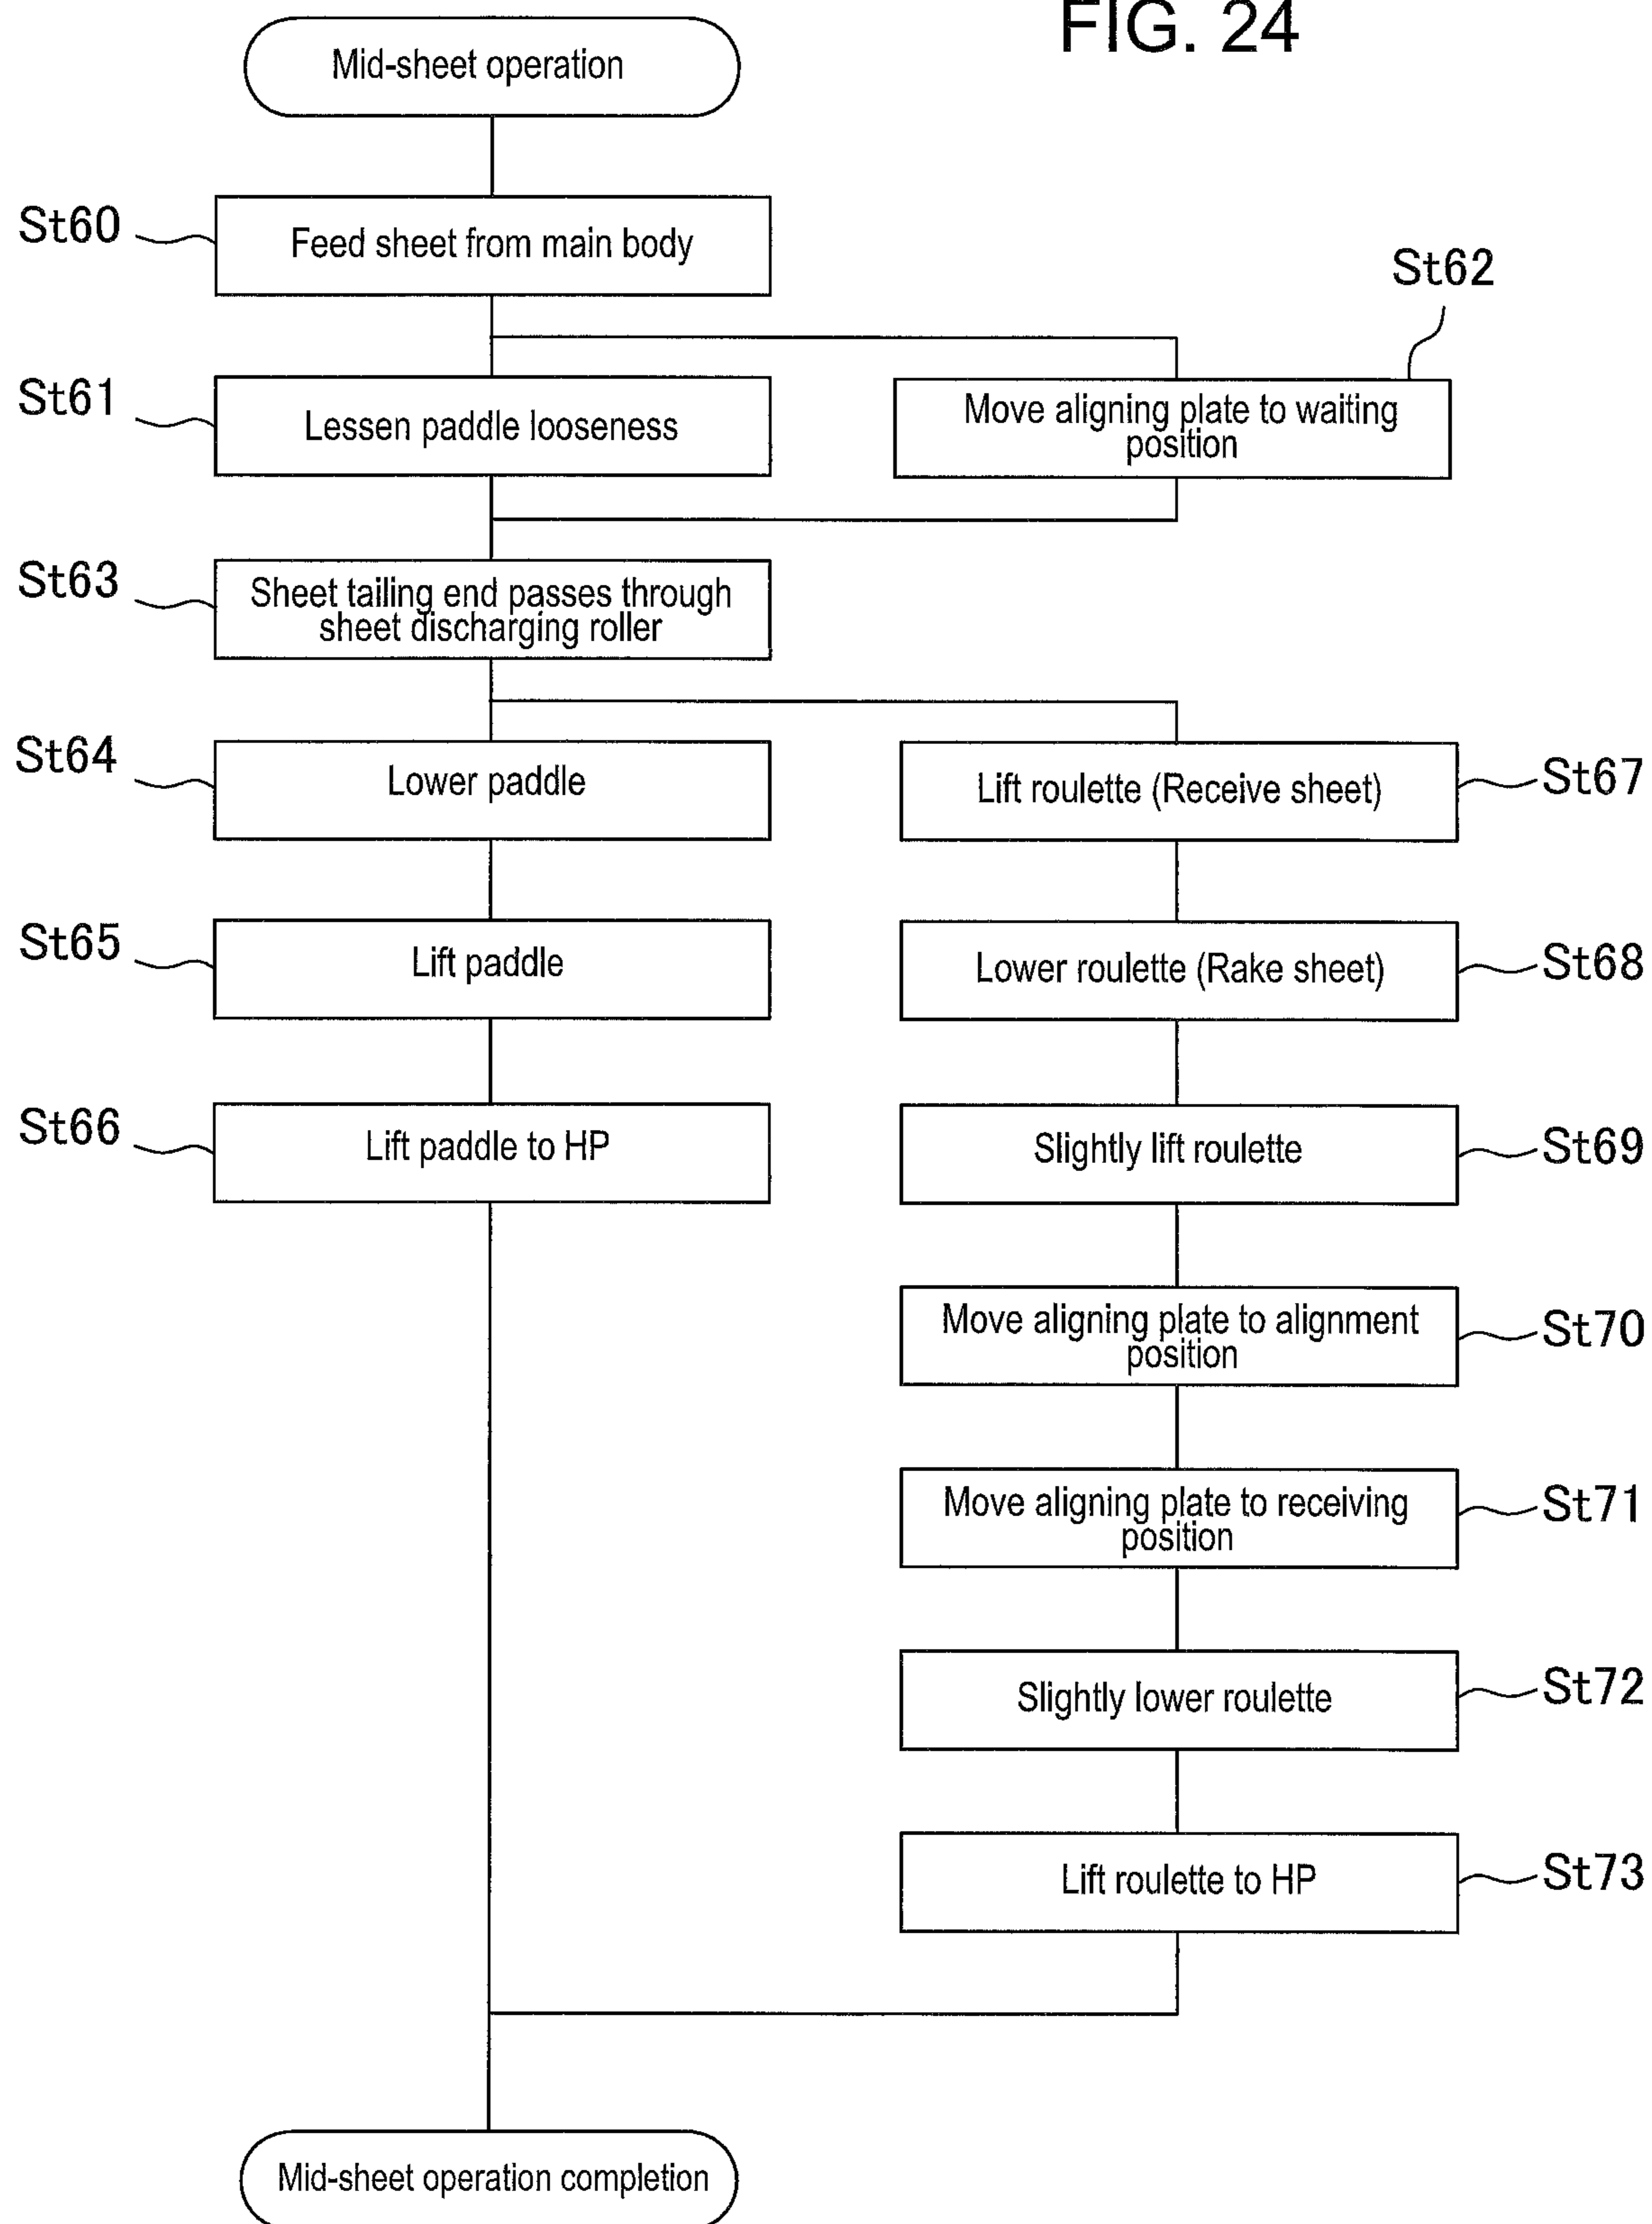 FIG. 24
Mid-sheet operation
St60
Feed sheet from main body
St62
St61
Lessen paddle looseness
Move aligning plate to waiting
position
St63
Sheet tailing end passes through
sheet discharging roller
St64
Lower paddle
Lift roulette (Receive sheet)
St67
St65
Lift paddle
Lower roulette (Rake sheet)
St68
St66
Lift paddle to HP
Slightly lift roulette
St69
Move aligning plate to alignment
position
St70
Move aligning plate to receiving
position
St71
Slightly lower roulette
St72
Lift roulette to HP
St73
Mid-sheet operation completion